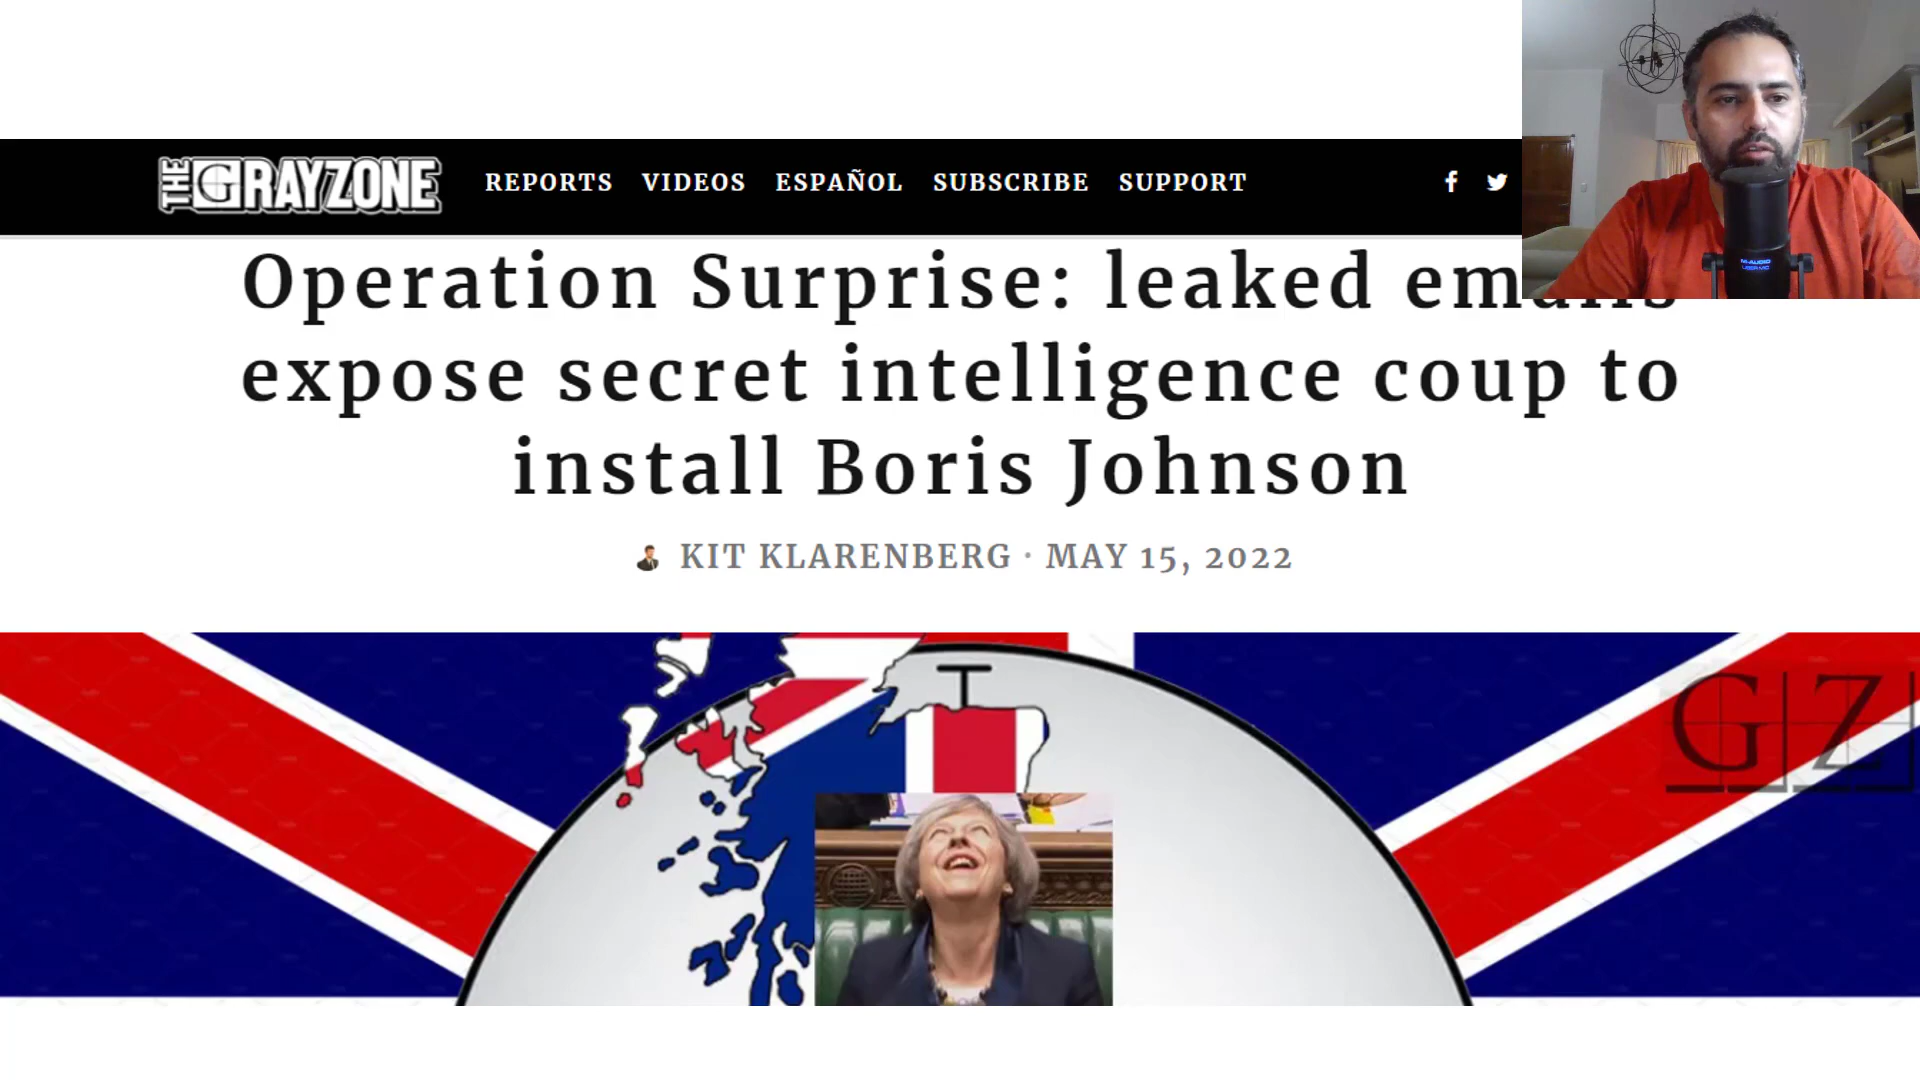 THE GRAYZONE REPORTS VIDEOS ESPAÑOL SUBSCRIBE SUPPORT
Operation Surprise: leaked emails
expose secret intelligence coup to
install Boris Johnson
KIT KLARENBERG · MAY 15, 2022
GZ